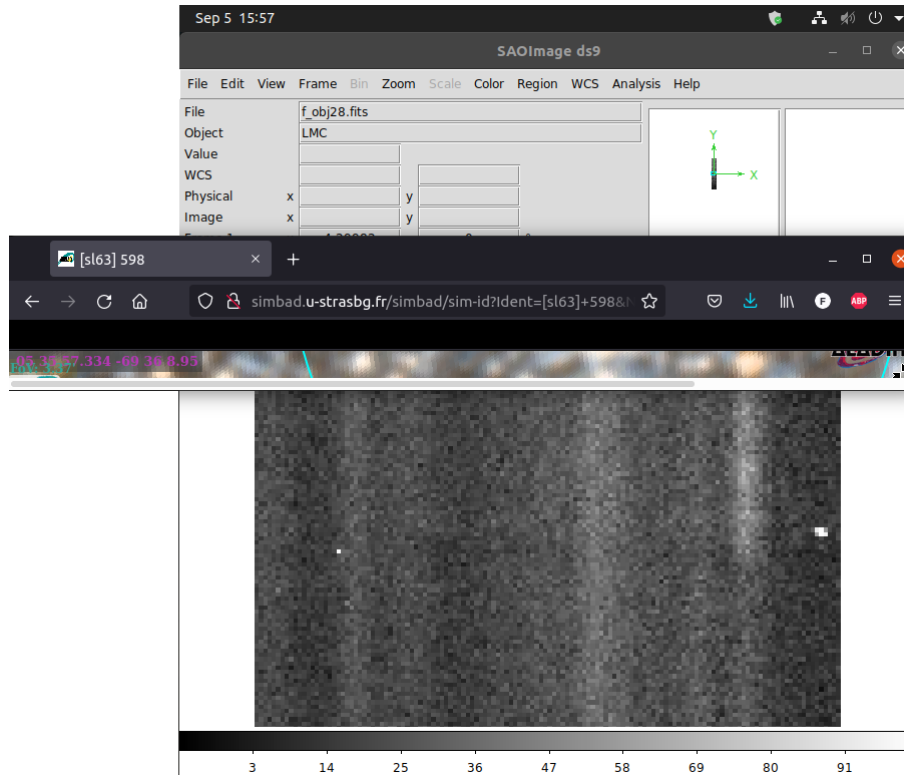 Sep 5 15:57
SAOImage ds9
File Edit View Frame Bin Zoom Scale Color Region WCS Analysis Help
File f_obj28.fits
Object LMC
Value
WCS
Physical x y
Image x y
[sl63] 598
simbad.u-strasbg.fr/simbad/sim-id?Ident=[sl63]+598&
F ABP
Y
X
3 14 25 36 47 58 69 80 91